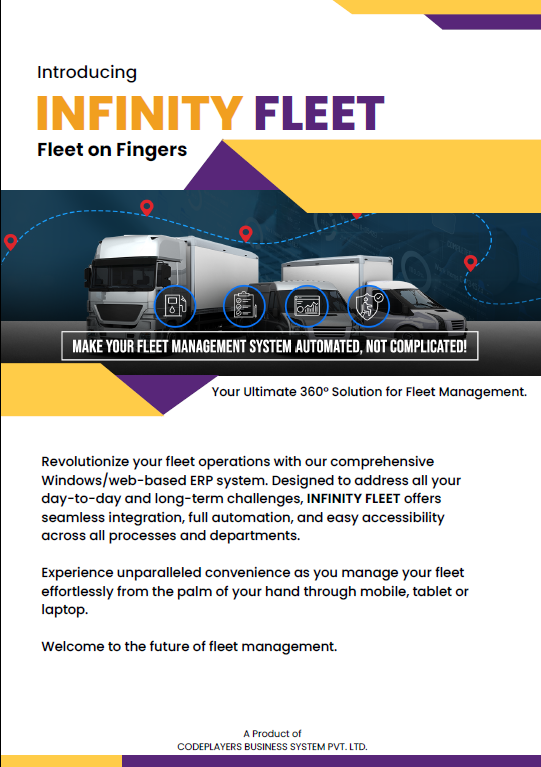 Introducing
INFINITY FLEET
Fleet on Fingers
MAKE YOUR FLEET MANAGEMENT SYSTEM AUTOMATED, NOT COMPLICATED!
Your Ultimate 360° Solution for Fleet Management.
Revolutionize your fleet operations with our comprehensive
Windows/web-based ERP system. Designed to address all your
day-to-day and long-term challenges, INFINITY FLEET offers
seamless integration, full automation, and easy accessibility
across all processes and departments.
Experience unparalleled convenience as you manage your fleet
effortlessly from the palm of your hand through mobile, tablet or
laptop.
Welcome to the future of fleet management.
A Product of
CODEPLAYERS BUSINESS SYSTEM PVT. LTD.